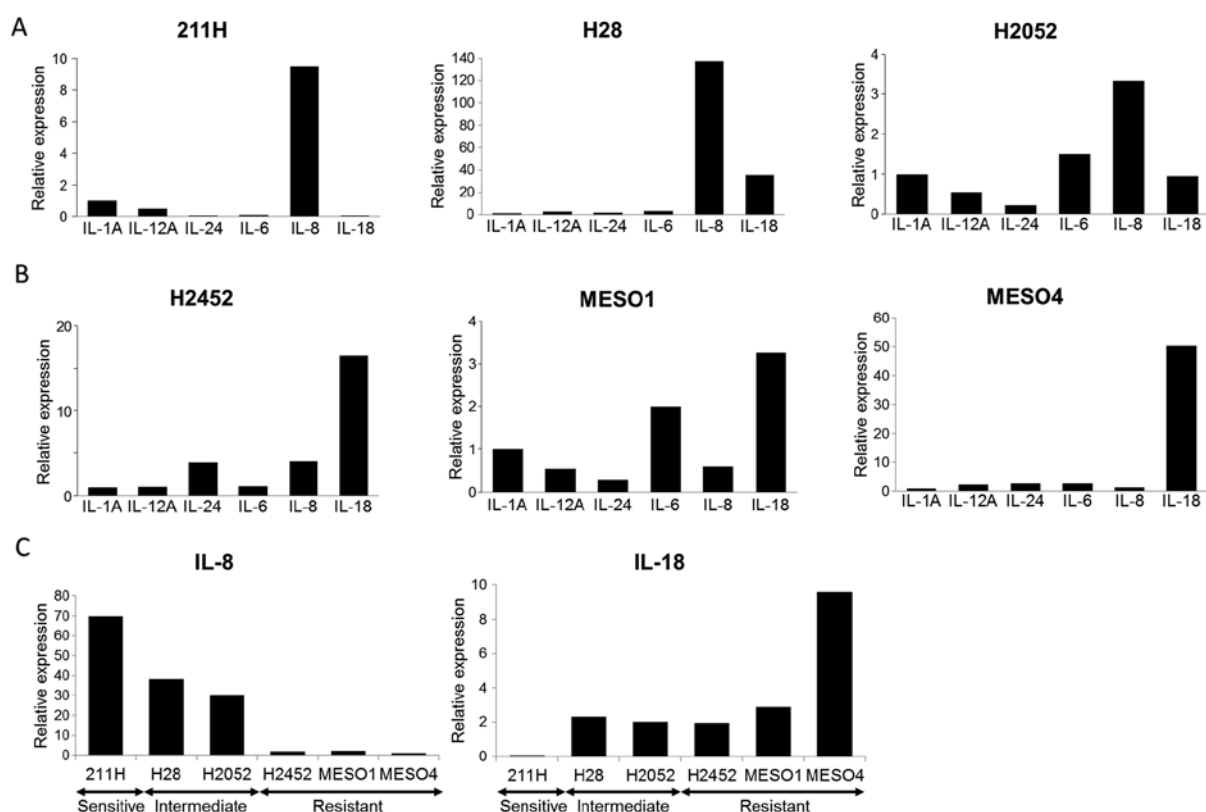 A
211H
Relative expression
10
8
6
4
2
0
IL-1A IL-12A IL-24 IL-6 IL-8 IL-18
H28
Relative expression
140
120
100
80
60
40
20
0
IL-1A IL-12A IL-24 IL-6 IL-8 IL-18
H2052
Relative expression
4
3
2
1
0
IL-1A IL-12A IL-24 IL-6 IL-8 IL-18
B
H2452
Relative expression
20
10
0
IL-1A IL-12A IL-24 IL-6 IL-8 IL-18
MESO1
Relative expression
4
3
2
1
0
IL-1A IL-12A IL-24 IL-6 IL-8 IL-18
MESO4
Relative expression
60
50
40
30
20
10
0
IL-1A IL-12A IL-24 IL-6 IL-8 IL-18
C
IL-8
Relative expression
80
70
60
50
40
30
20
10
0
211H H28 H2052 H2452 MESO1 MESO4
Sensitive Intermediate Resistant
IL-18
Relative expression
10
8
6
4
2
0
211H H28 H2052 H2452 MESO1 MESO4
Sensitive Intermediate Resistant